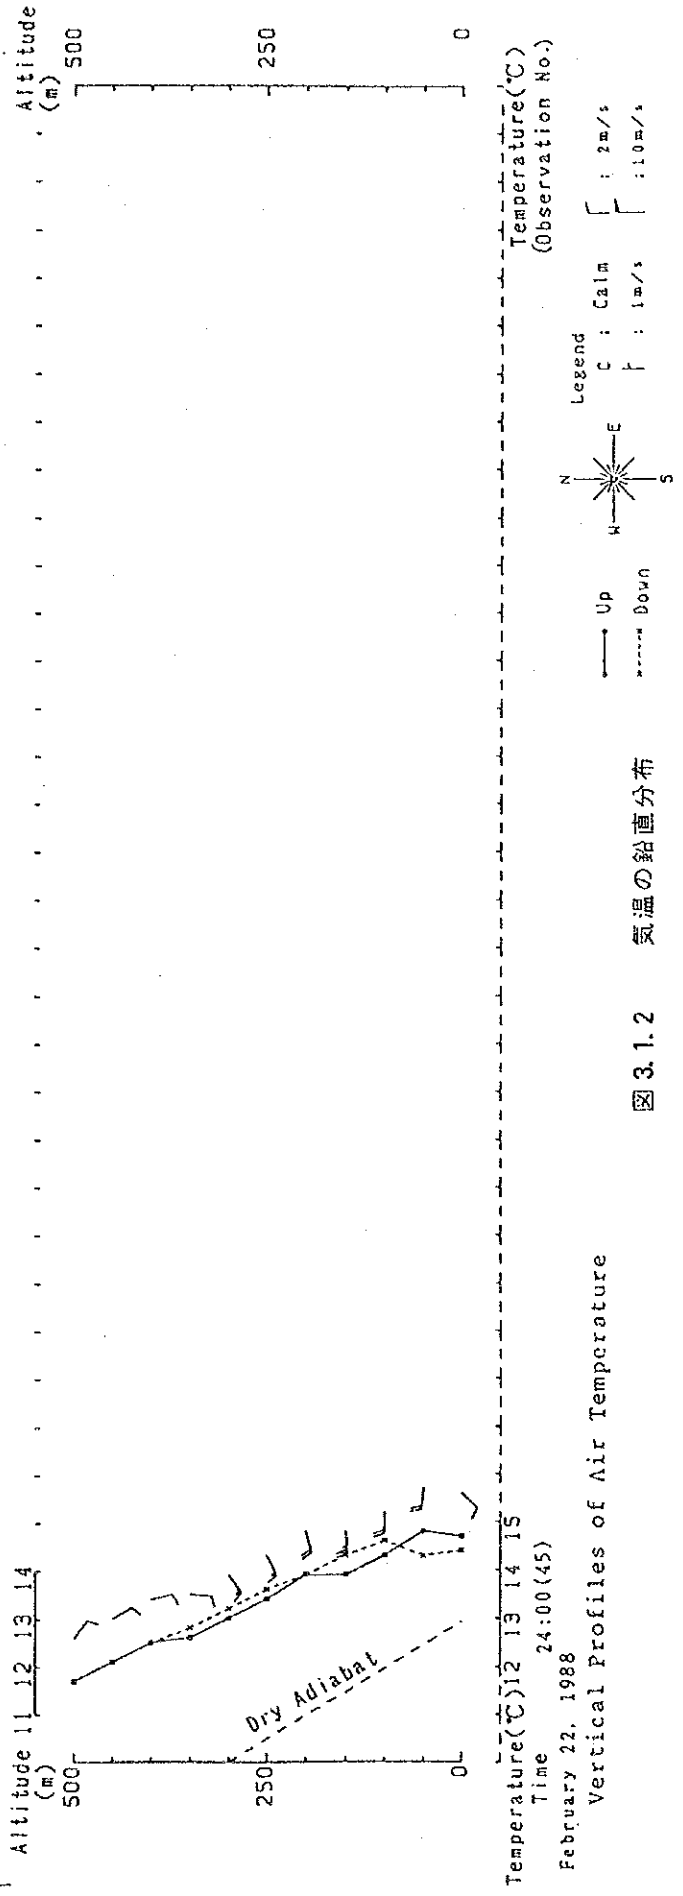 Altitude 11 12 13 14
(m)
500
250
0
Altitude
(m)
500
250
0
Dry Adiabat
Temperature(℃)12 13 14 15
Time 24:00(45)
February 22, 1988
Temperature(℃)
(Observation No.)
Vertical Profiles of Air Temperature
図 3.1.2 気温の鉛直分布
Up
Down
N
W
E
S
Legend
C : Calm
: 2m/s
: 1m/s
: 10m/s